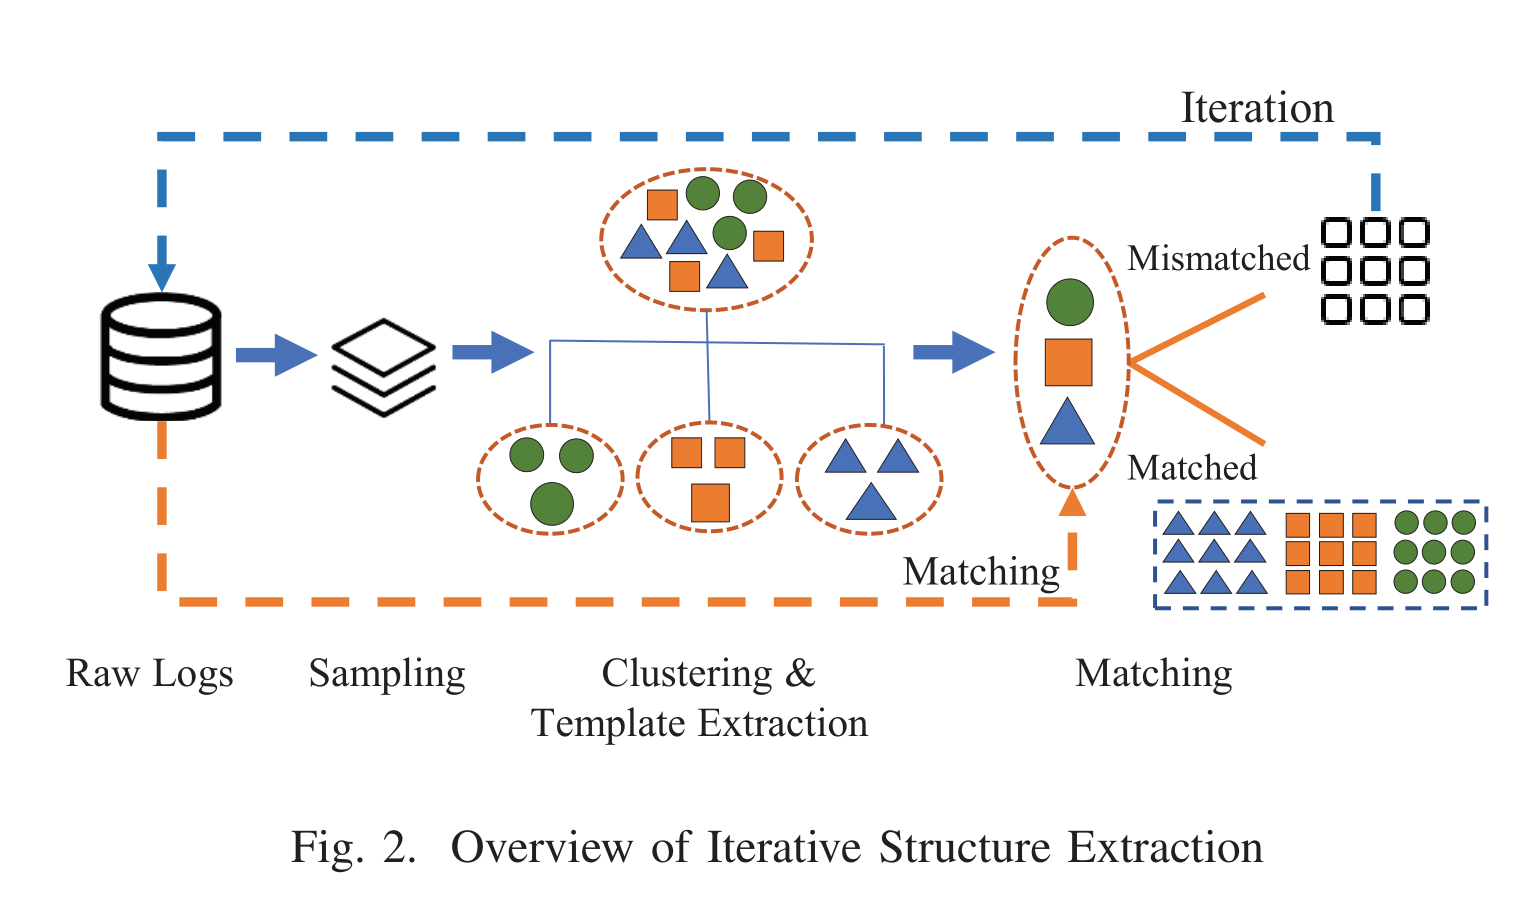 Iteration
Mismatched
Matched
Matching
Raw Logs
Sampling
Clustering &
Template Extraction
Matching
Fig. 2. Overview of Iterative Structure Extraction